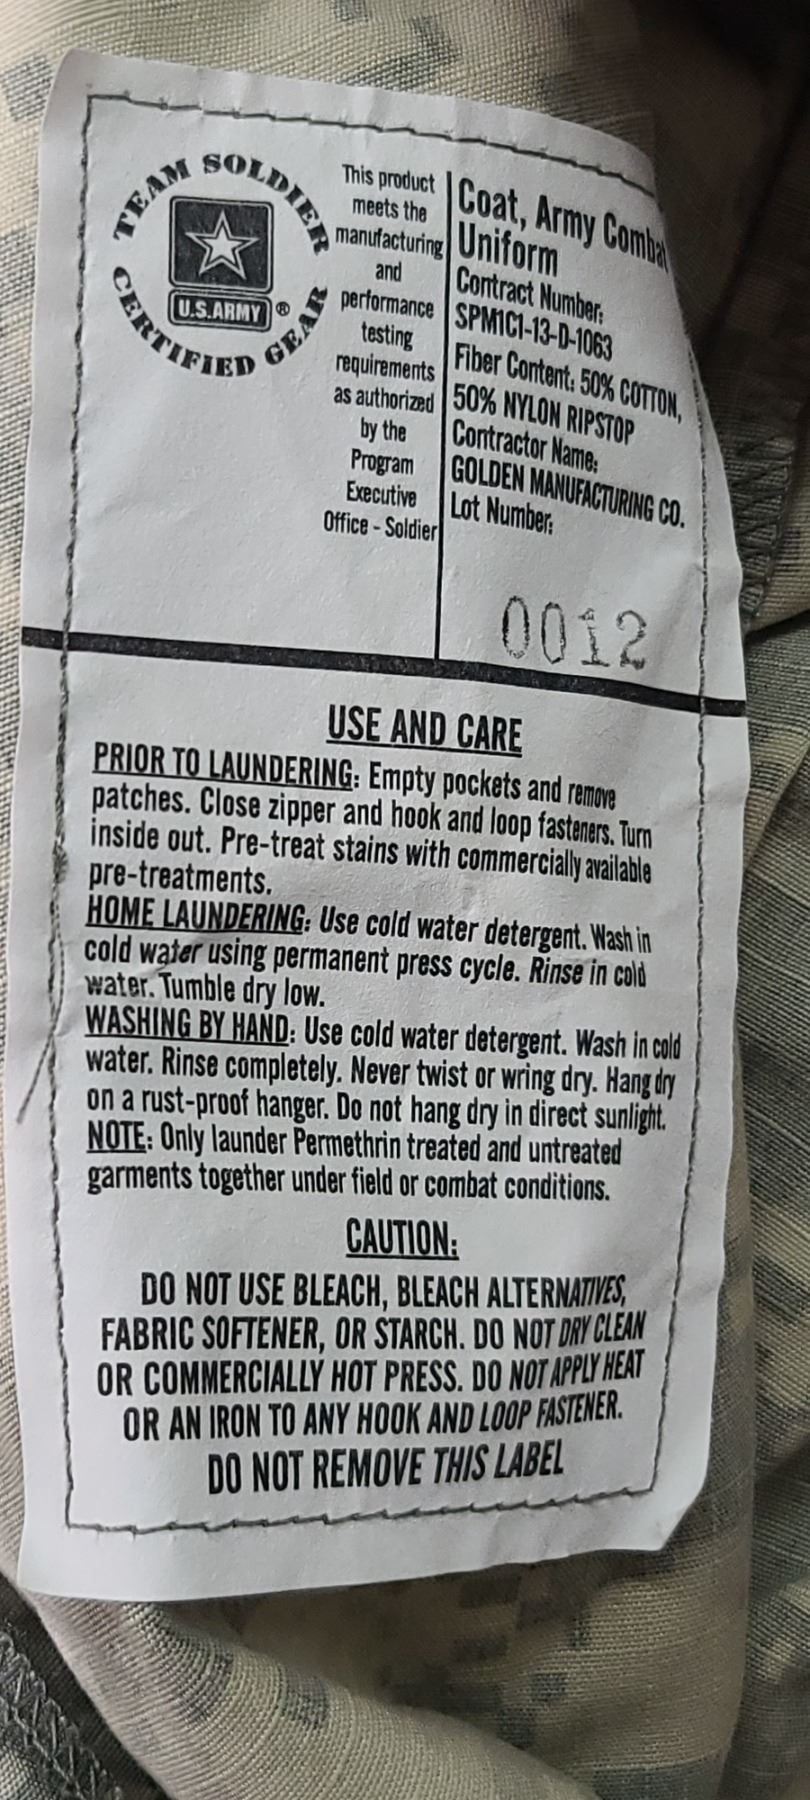 TEAM SOLDIER
CERTIFIED GEAR
U.S.ARMY ®
This product
meets the
manufacturing
and
performance
testing
requirements
as authorized
by the
Program
Executive
Office - Soldier
Coat, Army Combat
Uniform
Contract Number:
SPM1C1-13-D-1063
Fiber Content: 50% COTTON,
50% NYLON RIPSTOP
Contractor Name:
GOLDEN MANUFACTURING CO.
Lot Number:
0012
USE AND CARE
PRIOR TO LAUNDERING: Empty pockets and remove
patches. Close zipper and hook and loop fasteners. Turn
inside out. Pre-treat stains with commercially available
pre-treatments.
HOME LAUNDERING: Use cold water detergent. Wash in
cold water using permanent press cycle. Rinse in cold
water. Tumble dry low.
WASHING BY HAND: Use cold water detergent. Wash in cold
water. Rinse completely. Never twist or wring dry. Hang dry
on a rust-proof hanger. Do not hang dry in direct sunlight.
NOTE: Only launder Permethrin treated and untreated
garments together under field or combat conditions.
CAUTION:
DO NOT USE BLEACH, BLEACH ALTERNATIVES,
FABRIC SOFTENER, OR STARCH. DO NOT DRY CLEAN
OR COMMERCIALLY HOT PRESS. DO NOT APPLY HEAT
OR AN IRON TO ANY HOOK AND LOOP FASTENER.
DO NOT REMOVE THIS LABEL